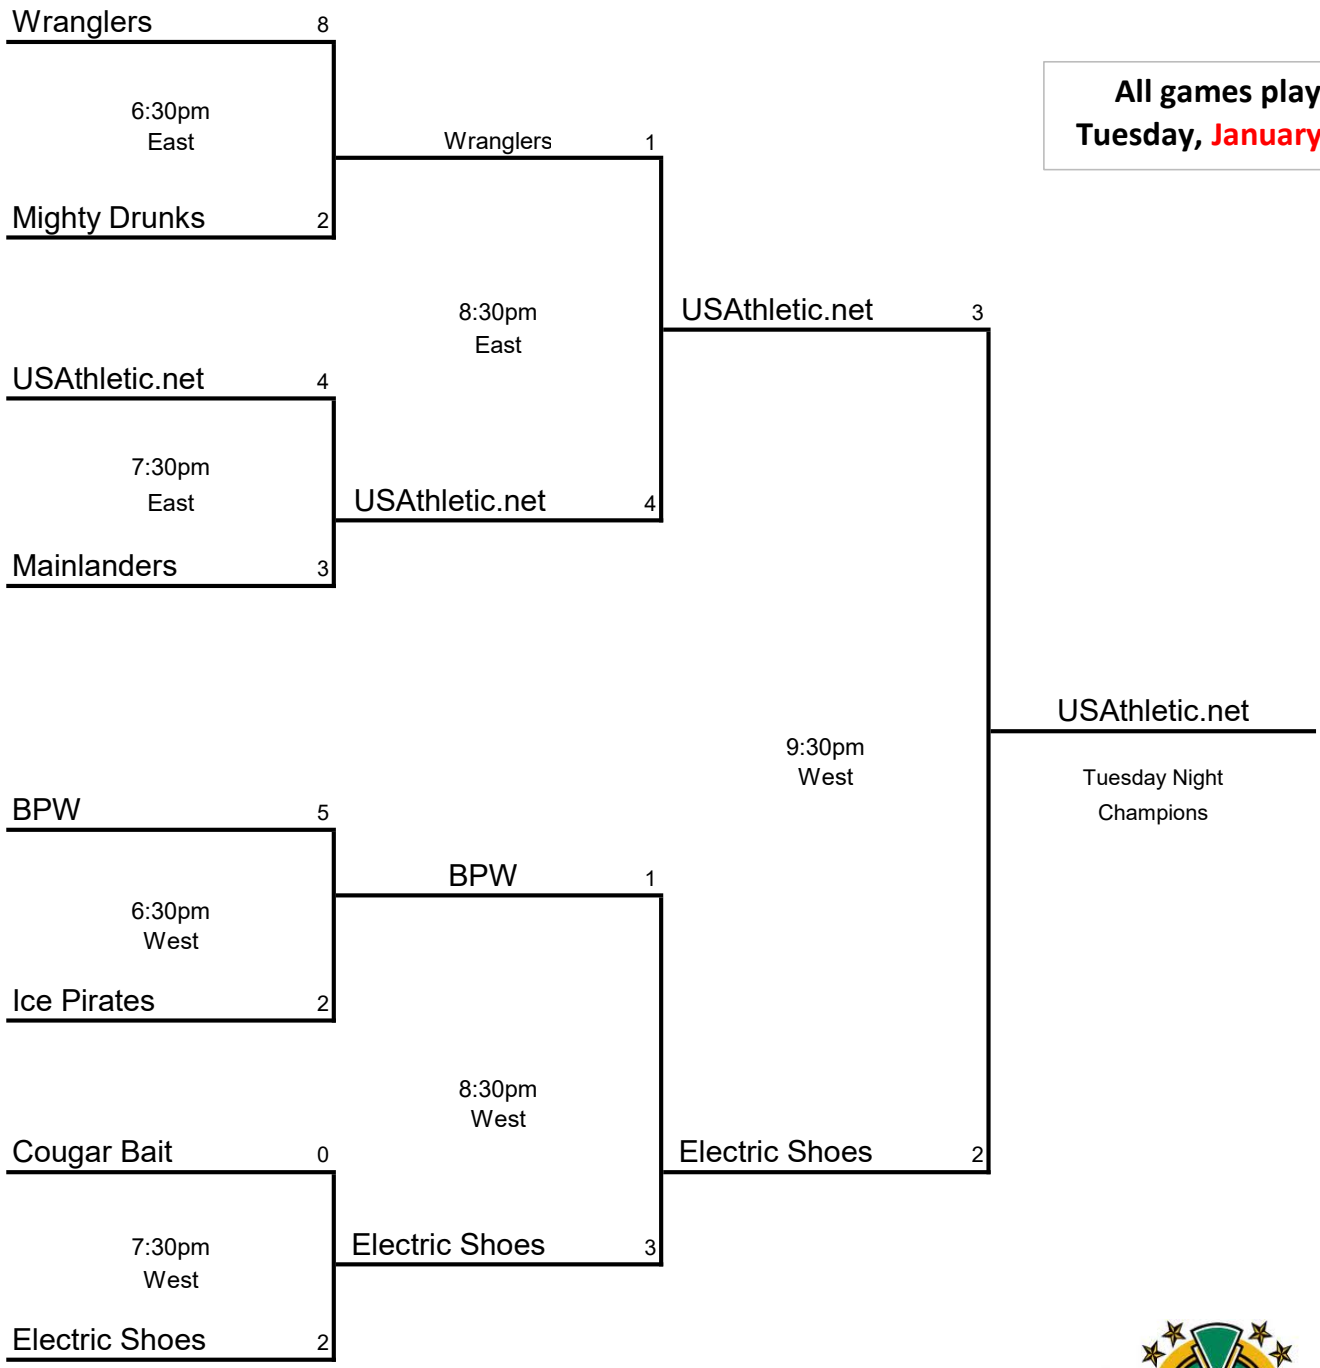 Wranglers 8
6:30pm
East
Mighty Drunks 2
All games play
Tuesday, January
Wranglers 1
8:30pm
East
USAthletic.net 3
USAthletic.net 4
7:30pm
East
USAthletic.net 4
Mainlanders 3
USAthletic.net
Tuesday Night
Champions
9:30pm
West
BPW 5
6:30pm
West
BPW 1
Ice Pirates 2
8:30pm
West
Cougar Bait 0
Electric Shoes 2
7:30pm
West
Electric Shoes 3
Electric Shoes 2